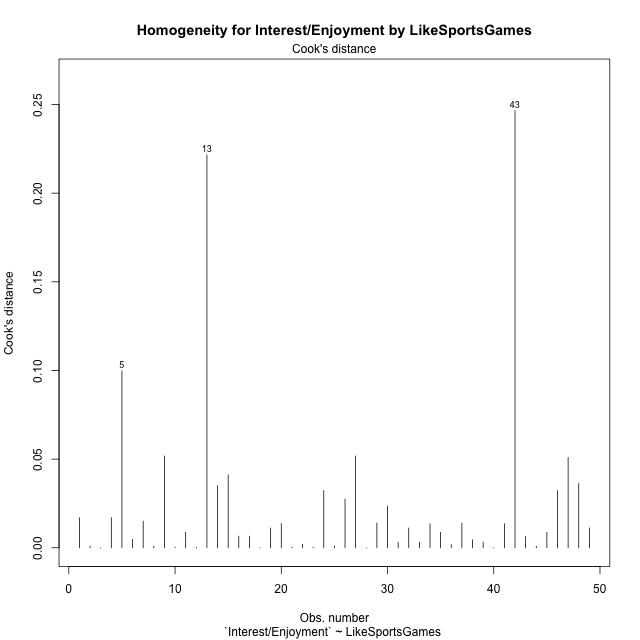 Homogeneity for Interest/Enjoyment by LikeSportsGames
Cook's distance
0.25
43
13
0.20
0.15
Cook's distance
5
0.10
0.05
0.00
0 10 20 30 40 50
Obs. number
`Interest/Enjoyment` ~ LikeSportsGames